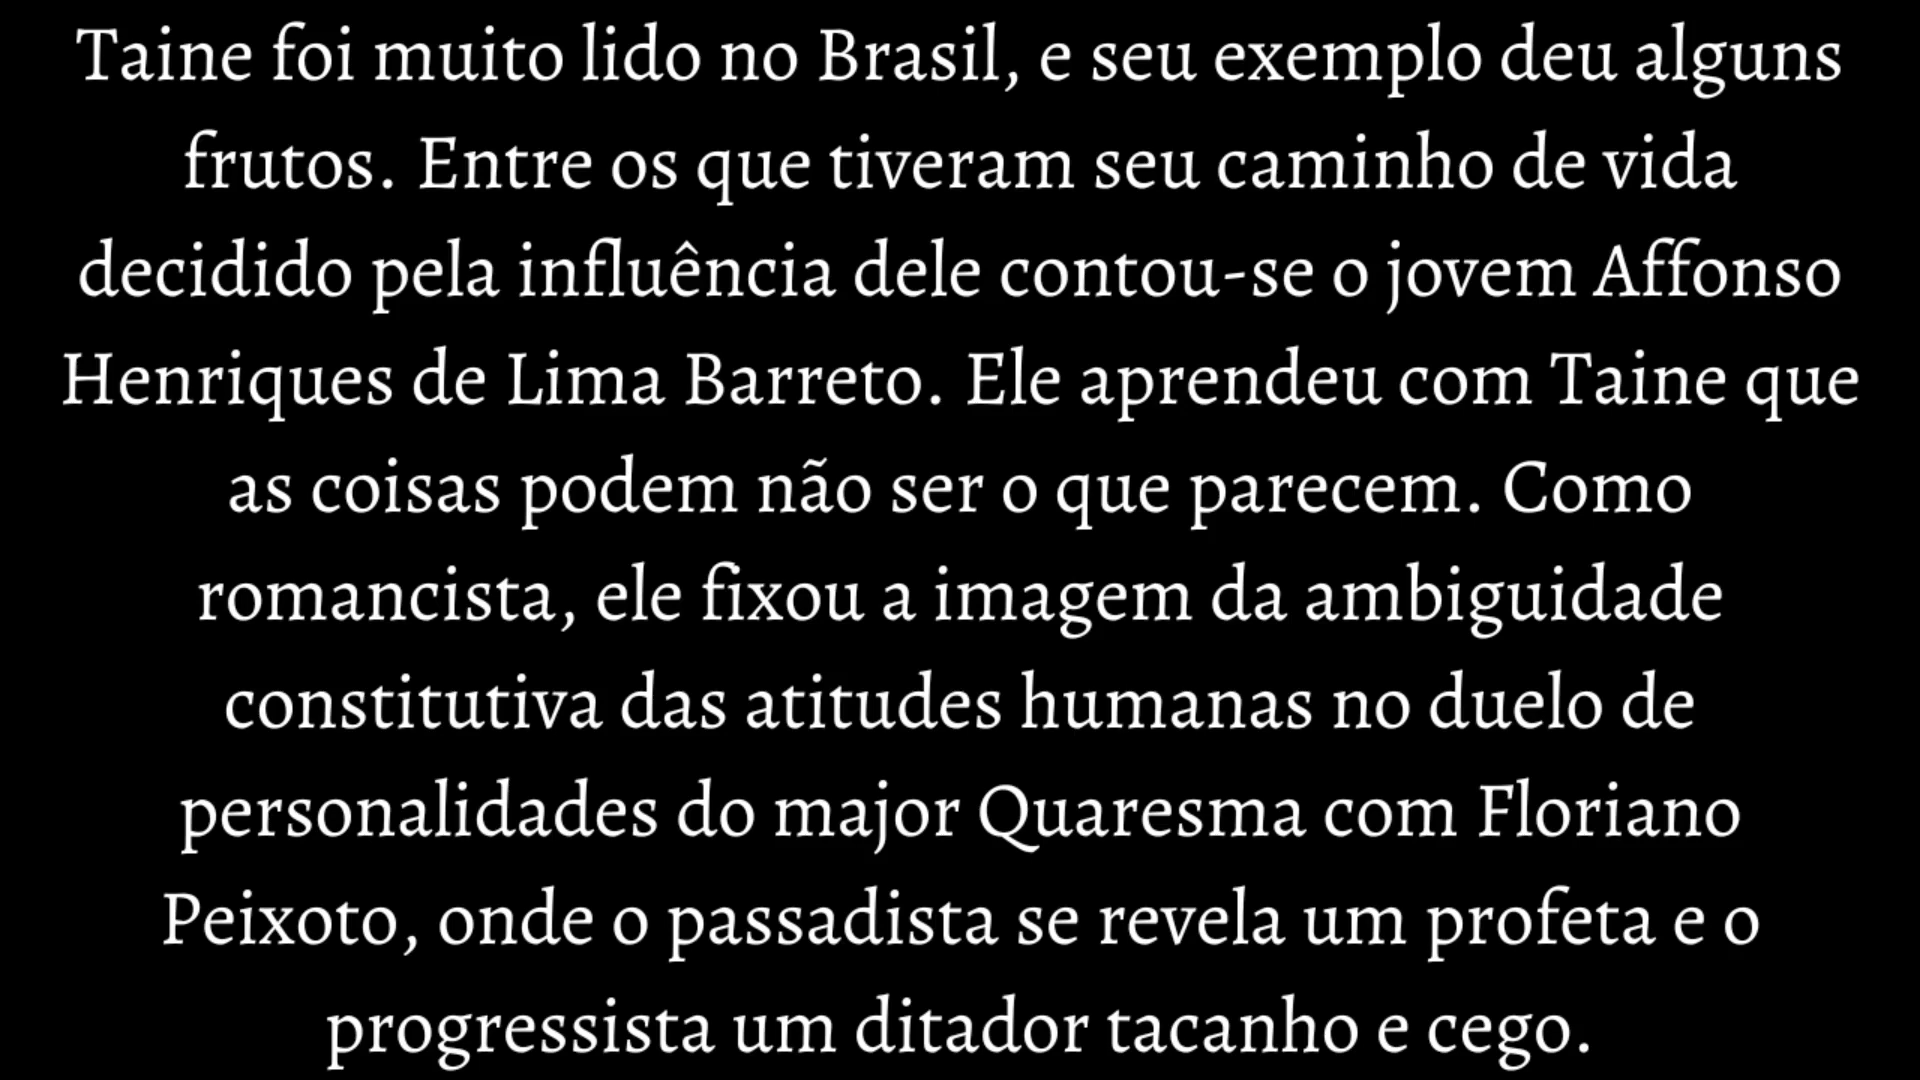 Taine foi muito lido no Brasil, e seu exemplo deu alguns
frutos. Entre os que tiveram seu caminho de vida
decidido pela influência dele contou-se o jovem Affonso
Henriques de Lima Barreto. Ele aprendeu com Taine que
as coisas podem não ser o que parecem. Como
romancista, ele fixou a imagem da ambiguidade
constitutiva das atitudes humanas no duelo de
personalidades do major Quaresma com Floriano
Peixoto, onde o passadista se revela um profeta e o
progressista um ditador tacanho e cego.